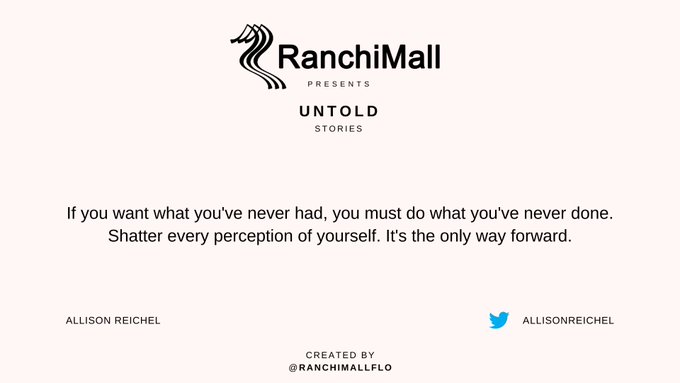 RanchiMall
PRESENTS
UNTOLD
STORIES
If you want what you've never had, you must do what you've never done.
Shatter every perception of yourself. It's the only way forward.
ALLISON REICHEL
ALLISONREICHEL
CREATED BY
@RANCHIMALLFLO